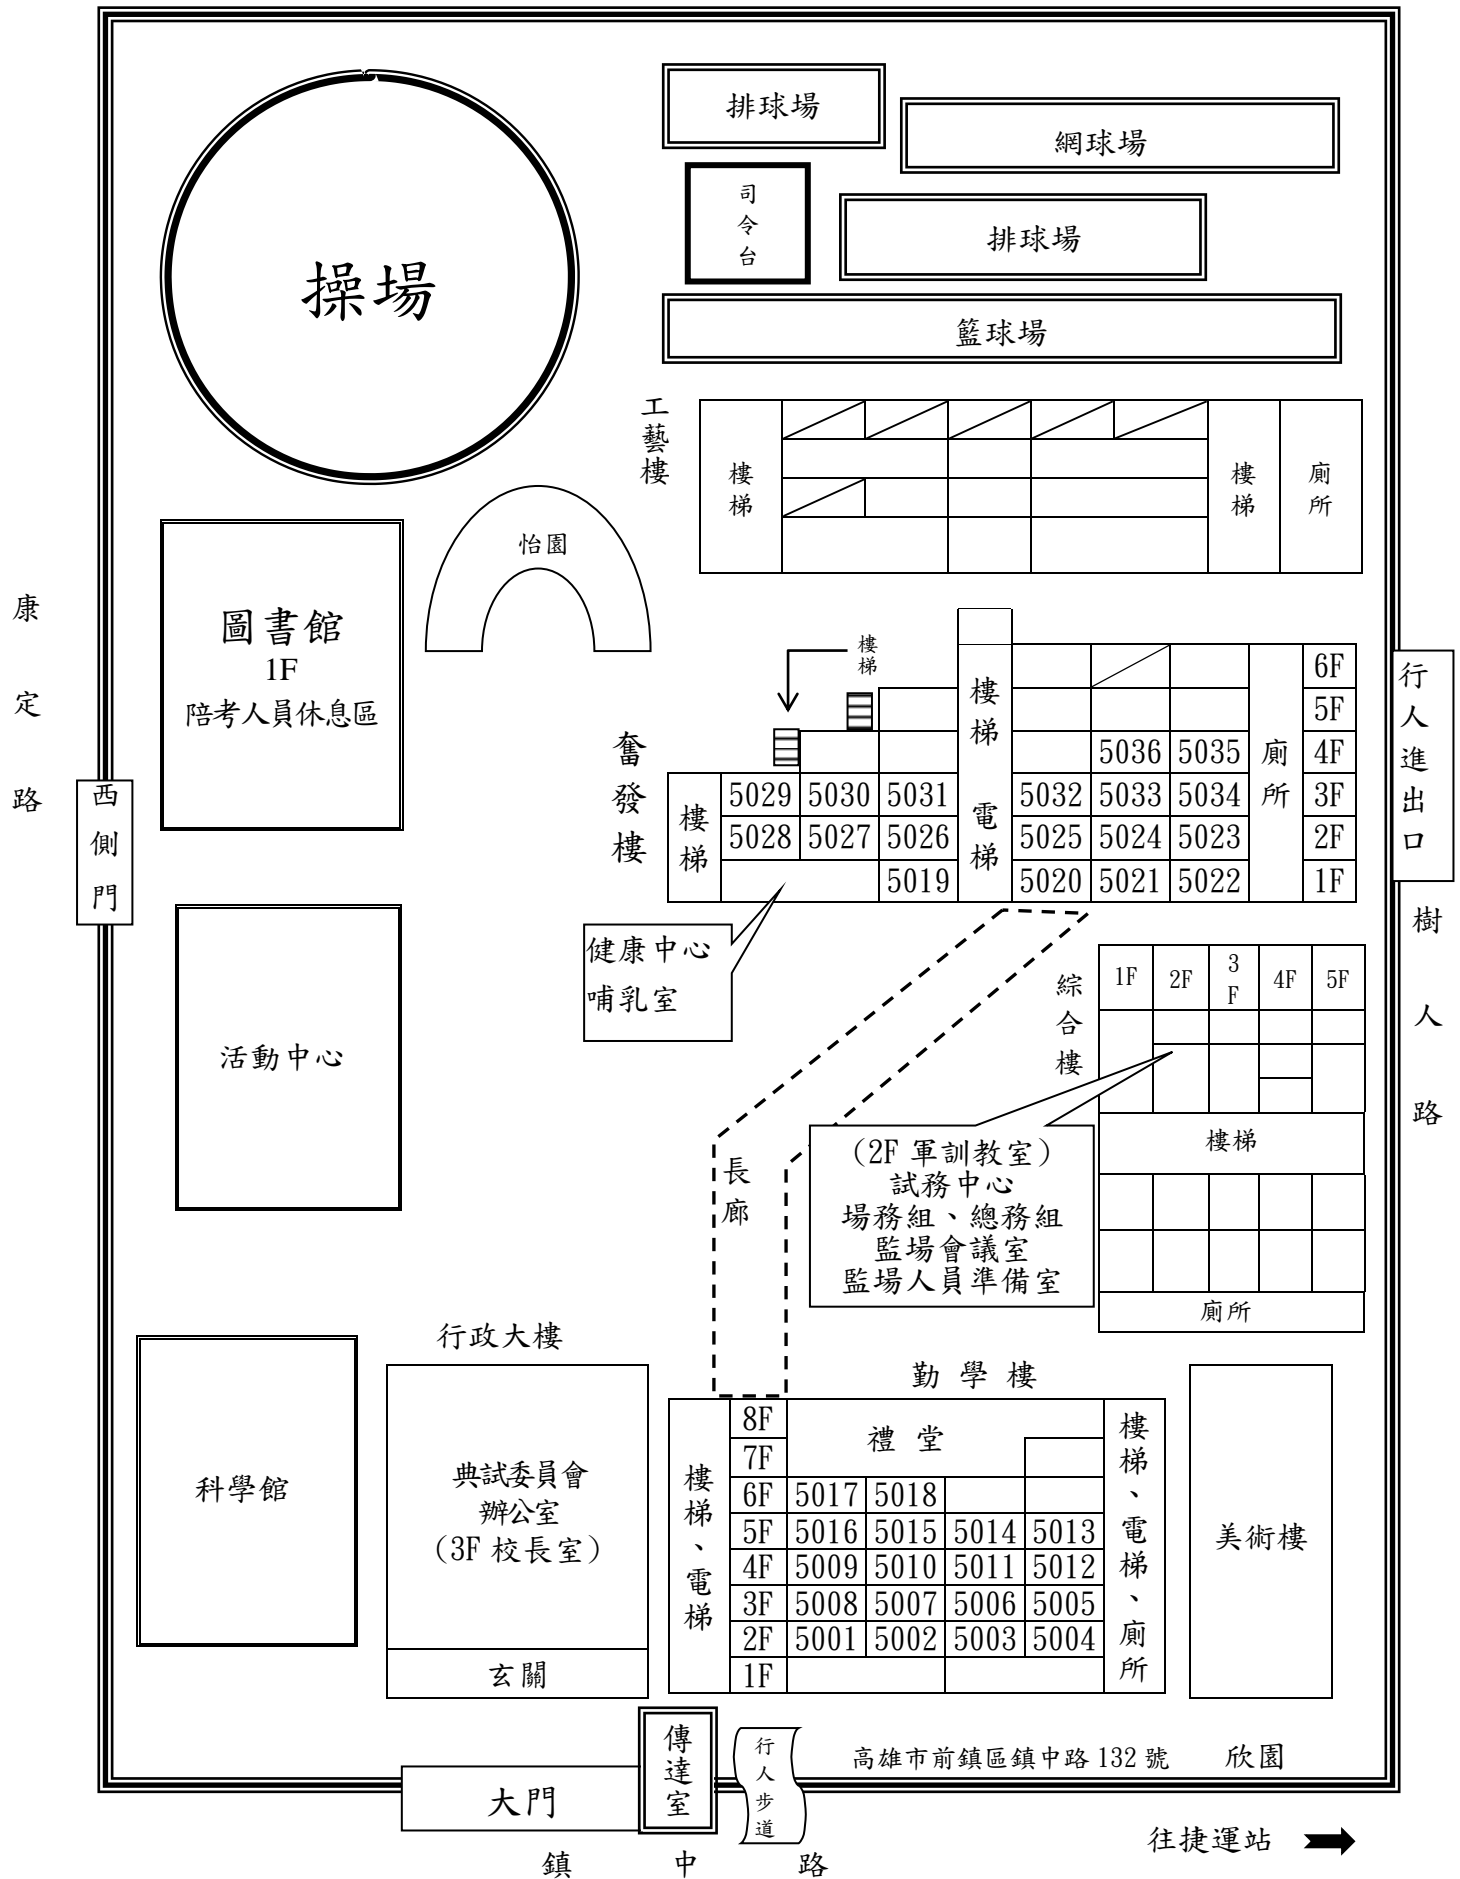 排球場
網球場
司令台
排球場
操場
籃球場
工藝樓
樓梯
樓梯
廁所
怡園
圖書館
1F
陪考人員休息區
康定路
西側門
樓梯
奮發樓
樓梯
樓梯 電梯
廁所
6F
5F
5036 5035 4F
5029 5030 5031 5032 5033 5034 3F
5028 5027 5026 5025 5024 5023 2F
5019 5020 5021 5022 1F
行人進出口
樹人路
健康中心
哺乳室
活動中心
綜合樓
1F 2F 3F 4F 5F
樓梯
廁所
長廊
(2F 軍訓教室)
試務中心
場務組、總務組
監場會議室
監場人員準備室
行政大樓
科學館
典試委員會
辦公室
(3F 校長室)
玄關
勤學樓
樓梯、電梯
8F 禮堂
7F
6F 5017 5018
5F 5016 5015 5014 5013
4F 5009 5010 5011 5012
3F 5008 5007 5006 5005
2F 5001 5002 5003 5004
1F
樓梯、電梯、廁所
美術樓
傳達室
大門
行人步道
高雄市前鎮區鎮中路 132 號 欣園
往捷運站
鎮中路